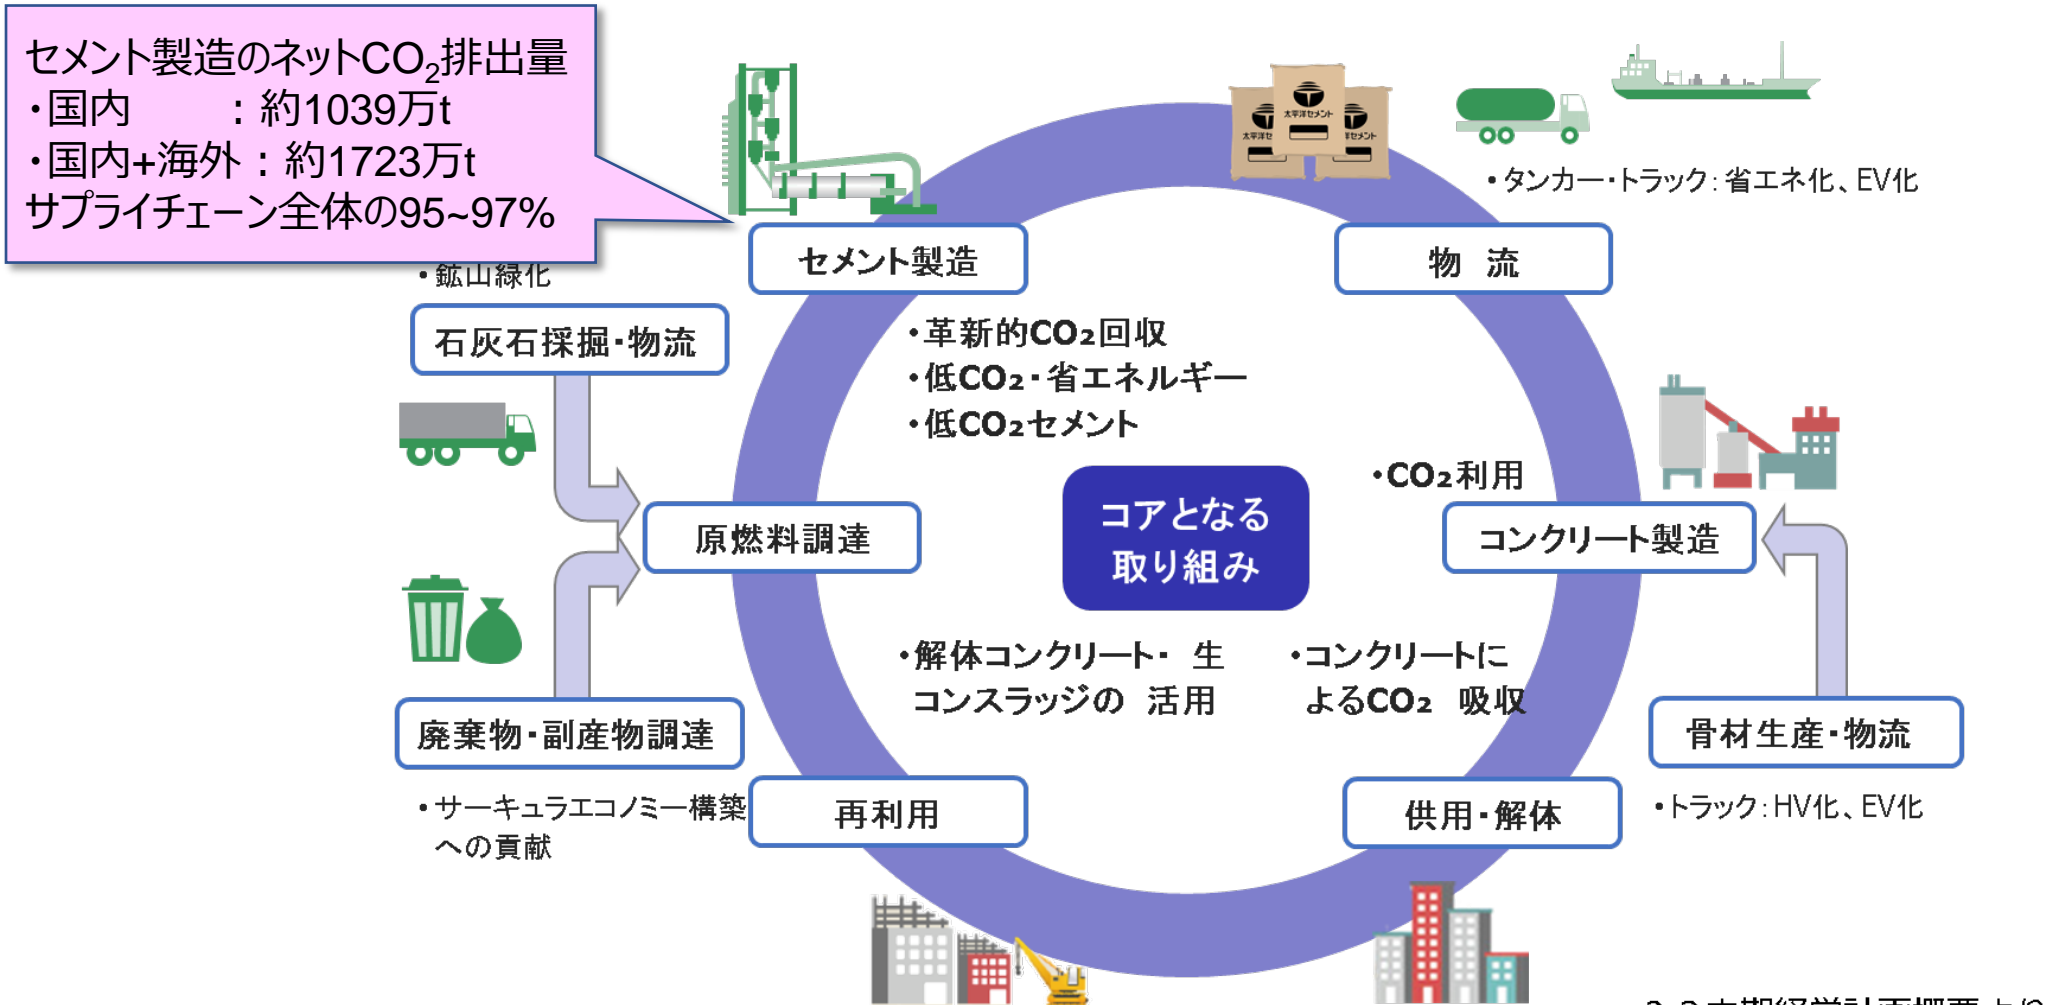 セメント製造のネットCO₂排出量
・国内 : 約1039万t
・国内+海外 : 約1723万t
サプライチェーン全体の95~97%
・鉱山緑化
石灰石採掘・物流
セメント製造
太平洋セメント
物 流
・タンカー・トラック:省エネ化、EV化
・革新的CO₂回収
・低CO₂・省エネルギー
・低CO₂セメント
コアとなる
取り組み
・CO₂利用
コンクリート製造
原燃料調達
・解体コンクリート・ 生
コンスラッジの 活用
・コンクリートに
よるCO₂ 吸収
廃棄物・副産物調達
・サーキュラエコノミー構築
への貢献
再利用
供用・解体
骨材生産・物流
・トラック:HV化、EV化